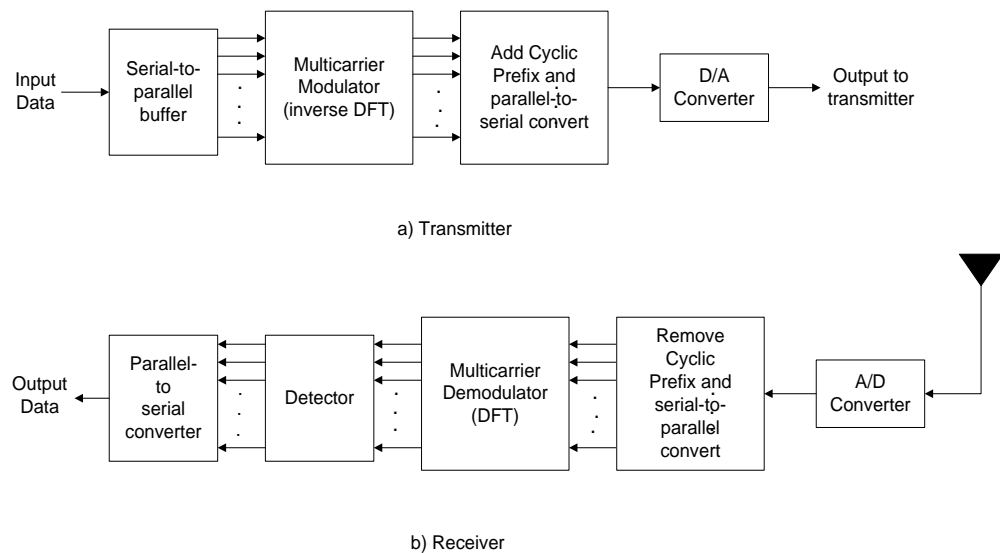 Input
Data
Serial-to-
parallel
buffer
Multicarrier
Modulator
(inverse DFT)
Add Cyclic
Prefix and
parallel-to-
serial convert
D/A
Converter
Output to
transmitter
a) Transmitter
Output
Data
Parallel-
to
serial
converter
Detector
Multicarrier
Demodulator
(DFT)
Remove
Cyclic
Prefix and
serial-to-
parallel
convert
A/D
Converter
b) Receiver